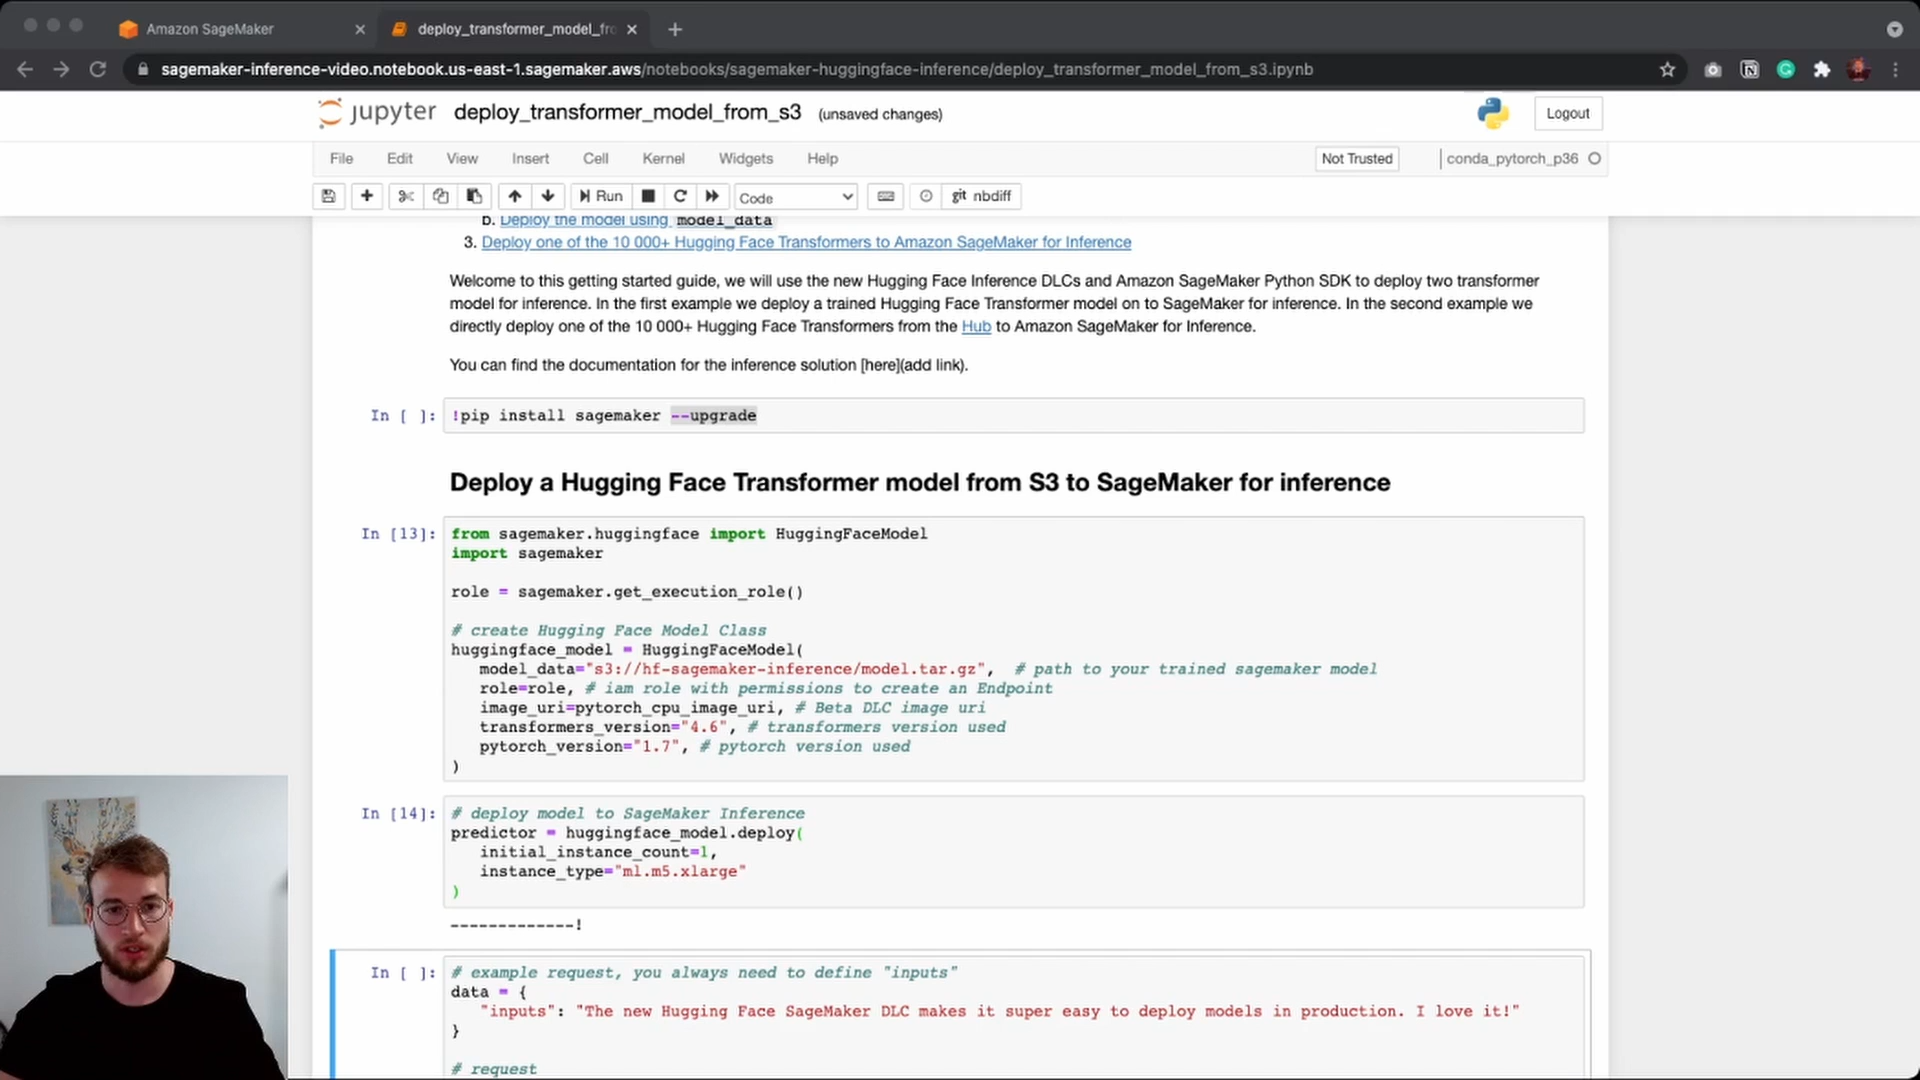 Amazon SageMaker
deploy_transformer_model_fro
sagemaker-inference-video.notebook.us-east-1.sagemaker.aws/notebooks/sagemaker-huggingface-inference/deploy_transformer_model_from_s3.ipynb
jupyter deploy_transformer_model_from_s3 (unsaved changes)
Logout
File Edit View Insert Cell Kernel Widgets Help
Not Trusted
conda_pytorch_p36
Run
Code
git nbdiff
b. Deploy the model using model_data
3. Deploy one of the 10 000+ Hugging Face Transformers to Amazon SageMaker for Inference
Welcome to this getting started guide, we will use the new Hugging Face Inference DLCs and Amazon SageMaker Python SDK to deploy two transformer
model for inference. In the first example we deploy a trained Hugging Face Transformer model on to SageMaker for inference. In the second example we
directly deploy one of the 10 000+ Hugging Face Transformers from the Hub to Amazon SageMaker for Inference.
You can find the documentation for the inference solution [here](add link).
In [ ]: !pip install sagemaker --upgrade
Deploy a Hugging Face Transformer model from S3 to SageMaker for inference
In [13]: from sagemaker.huggingface import HuggingFaceModel
import sagemaker
role = sagemaker.get_execution_role()
# create Hugging Face Model Class
huggingface_model = HuggingFaceModel(
model_data="s3://hf-sagemaker-inference/model.tar.gz", # path to your trained sagemaker model
role=role, # iam role with permissions to create an Endpoint
image_uri=pytorch_cpu_image_uri, # Beta DLC image uri
transformers_version="4.6", # transformers version used
pytorch_version="1.7", # pytorch version used
)
In [14]: # deploy model to SageMaker Inference
predictor = huggingface_model.deploy(
initial_instance_count=1,
instance_type="ml.m5.xlarge"
)
-------------!
In [ ]: # example request, you always need to define "inputs"
data = {
"inputs": "The new Hugging Face SageMaker DLC makes it super easy to deploy models in production. I love it!"
}
# request